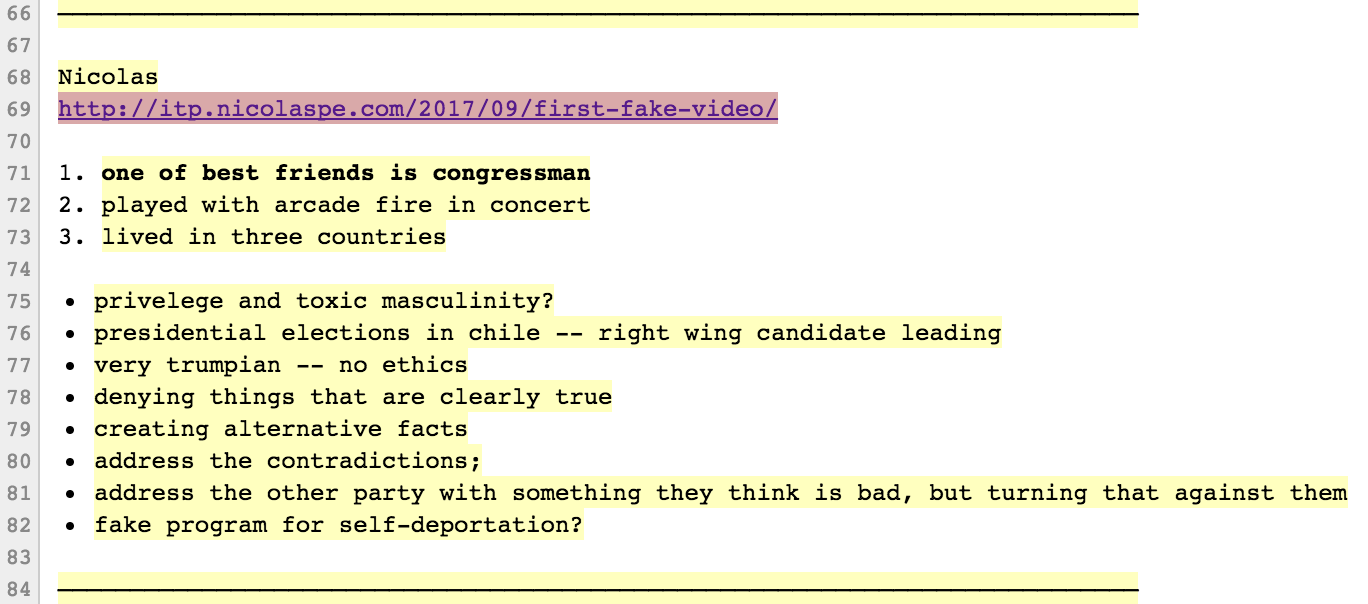 66
67
68 Nicolas
69 http://itp.nicolaspe.com/2017/09/first-fake-video/
70
71 1. one of best friends is congressman
72 2. played with arcade fire in concert
73 3. lived in three countries
74
75 • privelege and toxic masculinity?
76 • presidential elections in chile -- right wing candidate leading
77 • very trumpian -- no ethics
78 • denying things that are clearly true
79 • creating alternative facts
80 • address the contradictions;
81 • address the other party with something they think is bad, but turning that against them
82 • fake program for self-deportation?
83
84